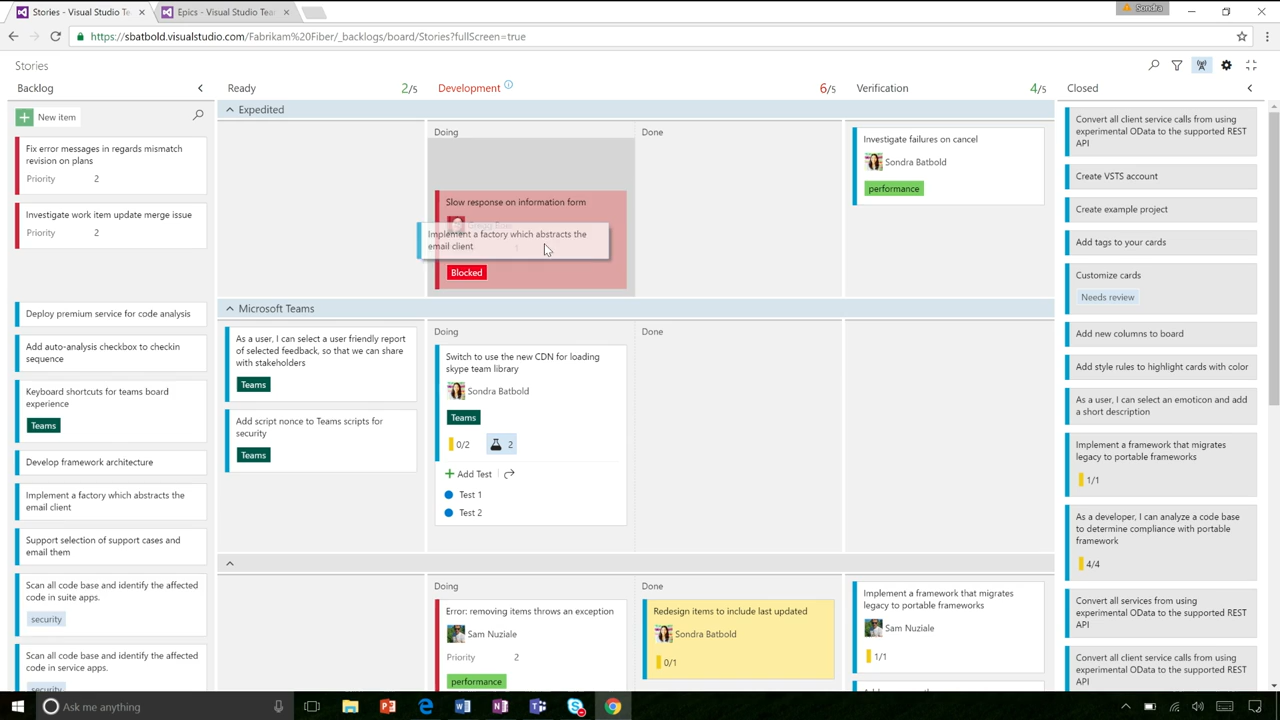 Stories - Visual Studio Tea
Epics - Visual Studio Team
Sondra
https://sbatbold.visualstudio.com/Fabrikam%20Fiber/_backlogs/board/Stories?fullScreen=true
Stories
Backlog
Ready
2/5
Development
6/5
Verification
4/5
Closed
New item
Fix error messages in regards mismatch
revision on plans
Priority 2
Investigate work item update merge issue
Priority 2
Deploy premium service for code analysis
Add auto-analysis checkbox to checkin
sequence
Keyboard shortcuts for teams board
experience
Teams
Develop framework architecture
Implement a factory which abstracts the
email client
Support selection of support cases and
email them
Scan all code base and identify the affected
code in suite apps.
security
Scan all code base and identify the affected
code in service apps.
security
Expedited
Doing
Done
Slow response on information form
Implement a factory which abstracts the
email client
Blocked
Investigate failures on cancel
Sondra Batbold
performance
Microsoft Teams
Doing
Done
As a user, I can select a user friendly report
of selected feedback, so that we can share
with stakeholders
Teams
Add script nonce to Teams scripts for
security
Teams
Switch to use the new CDN for loading
skype team library
Sondra Batbold
Teams
0/2
2
Add Test
Test 1
Test 2
Doing
Done
Error: removing items throws an exception
Sam Nuziale
Priority 2
performance
Redesign items to include last updated
Sondra Batbold
0/1
Implement a framework that migrates
legacy to portable frameworks
Sam Nuziale
1/1
Convert all client service calls from using
experimental OData to the supported REST
API
Create VSTS account
Create example project
Add tags to your cards
Customize cards
Needs review
Add new columns to board
Add style rules to highlight cards with color
As a user, I can select an emoticon and add
a short description
Implement a framework that migrates
legacy to portable frameworks
1/1
As a developer, I can analyze a code base
to determine compliance with portable
framework
4/4
Convert all services from using
experimental OData to the supported REST
API
Convert all client service calls from using
experimental OData to the supported REST
API
Ask me anything